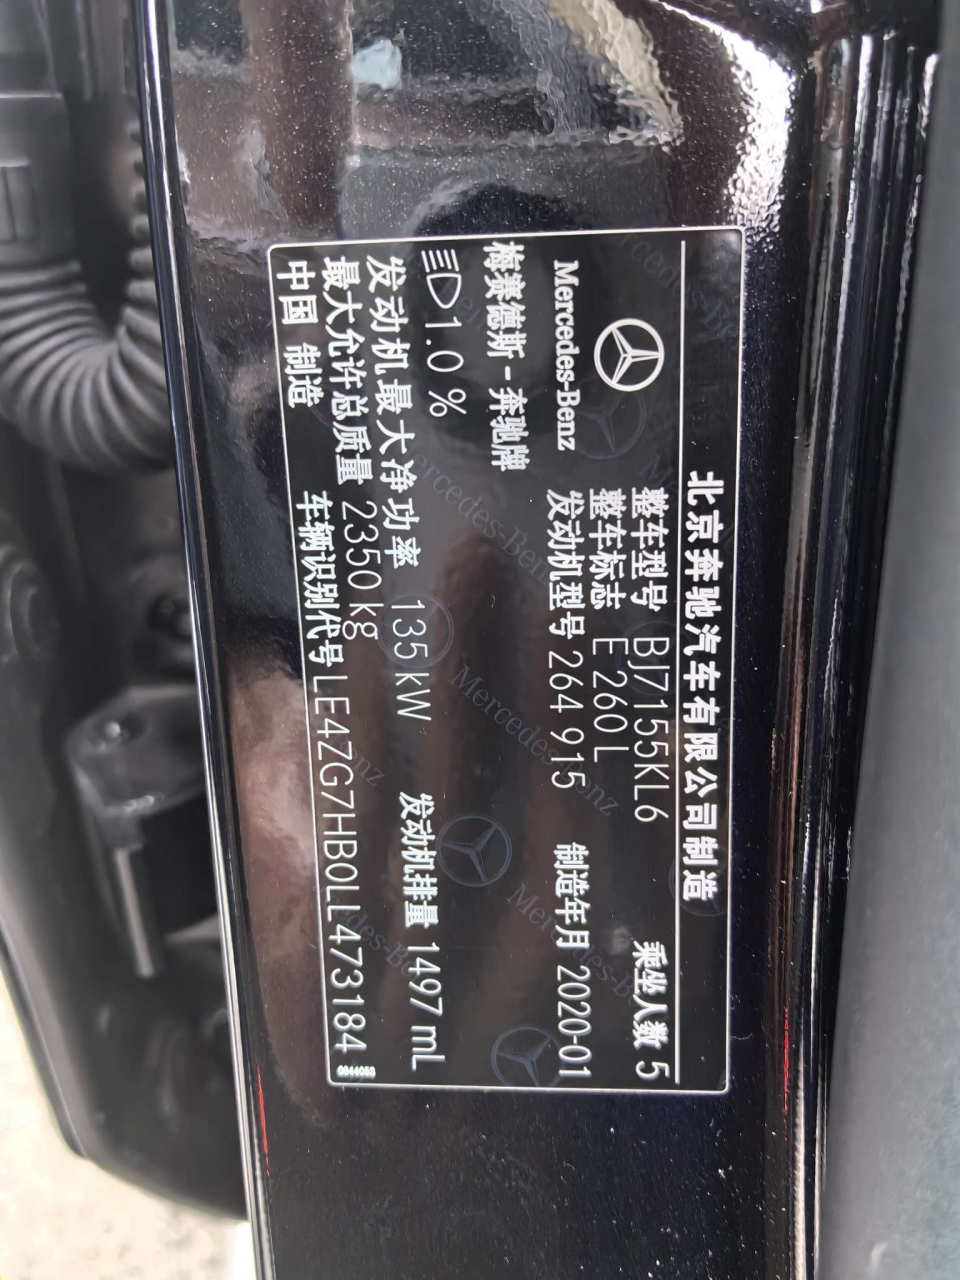 北京奔驰汽车有限公司制造
整车型号 BJ7155KL6 乘坐人数 5
Mercedes-Benz 整车标志 E 260 L
发动机型号 264 915 制造年月 2020-01
梅赛德斯-奔驰牌
1.0 %
发动机最大净功率 135 kW 发动机排量 1497 mL
最大允许总质量 2350 kg
中国 制造 车辆识别代号 LE4ZG7HB0LL473184
0844053